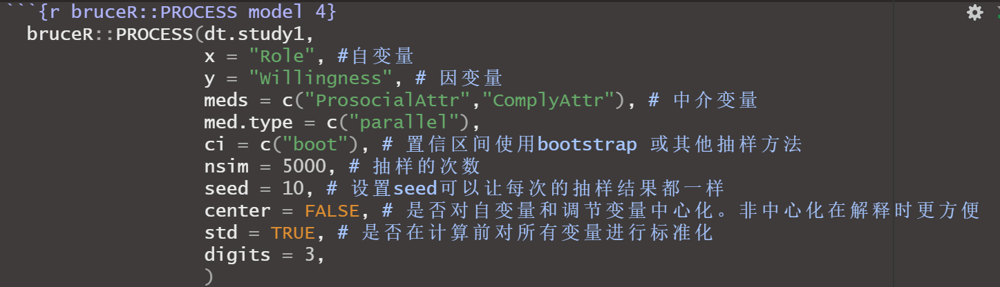 ```{r bruceR::PROCESS model 4}
bruceR::PROCESS(dt.study1,
x = "Role", #自变量
y = "Willingness", # 因变量
meds = c("ProsocialAttr","ComplyAttr"), # 中介变量
med.type = c("parallel"),
ci = c("boot"), # 置信区间使用bootstrap 或其他抽样方法
nsim = 5000, # 抽样的次数
seed = 10, # 设置seed可以让每次的抽样结果都一样
center = FALSE, # 是否对自变量和调节变量中心化。非中心化在解释时更方便
std = TRUE, # 是否在计算前对所有变量进行标准化
digits = 3,
)